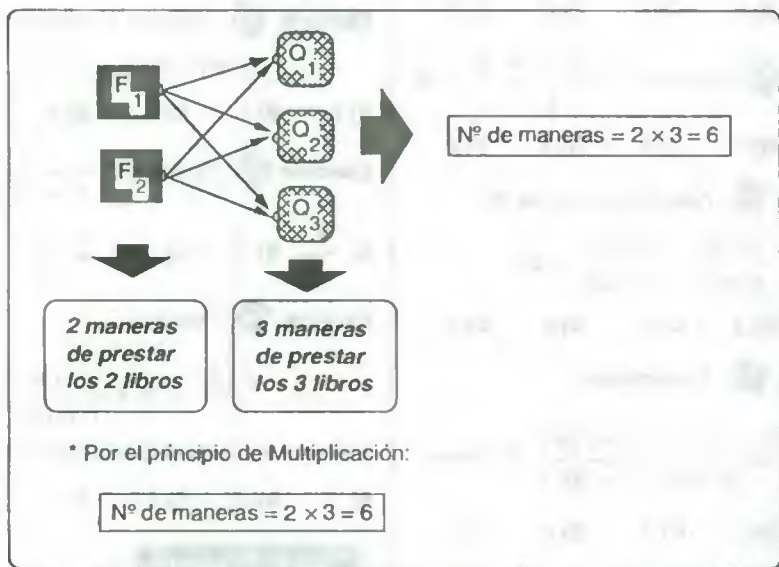 F1
F2
Q1
Q2
Q3
Nº de maneras = 2 × 3 = 6
2 maneras
de prestar
los 2 libros
3 maneras
de prestar
los 3 libros
* Por el principio de Multiplicación:
Nº de maneras = 2 × 3 = 6